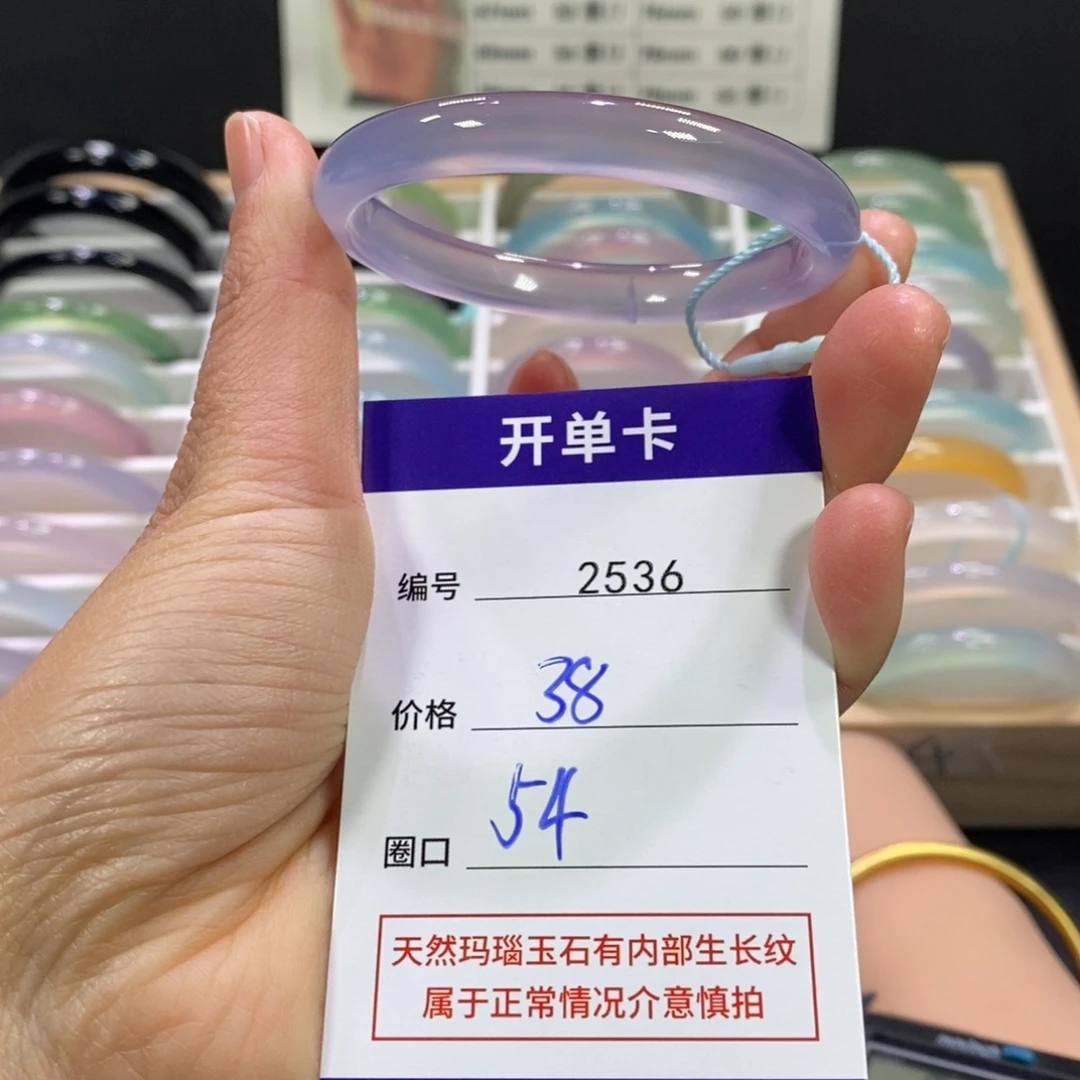 开单卡
编号 2536
价格 38
圈口 54
天然玛瑙玉石有内部生长纹
属于正常情况介意慎拍